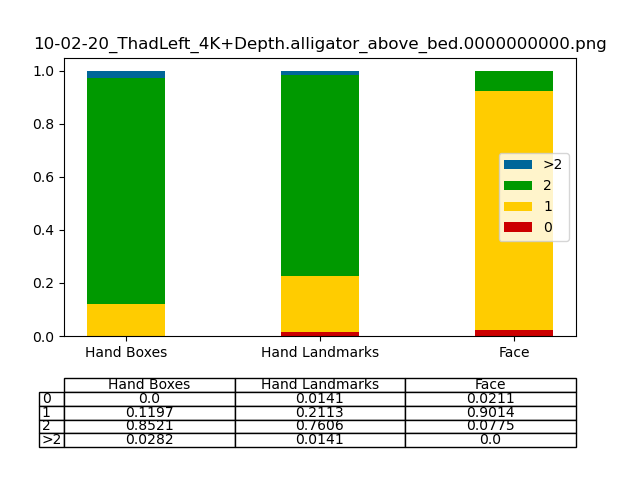 10-02-20_ThadLeft_4K+Depth.alligator_above_bed.0000000000.png
1.0
0.8
0.6
0.4
0.2
0.0
>2
2
1
0
Hand Boxes Hand Landmarks Face
Hand Boxes Hand Landmarks Face
0 0.0 0.0141 0.0211
1 0.1197 0.2113 0.9014
2 0.8521 0.7606 0.0775
>2 0.0282 0.0141 0.0